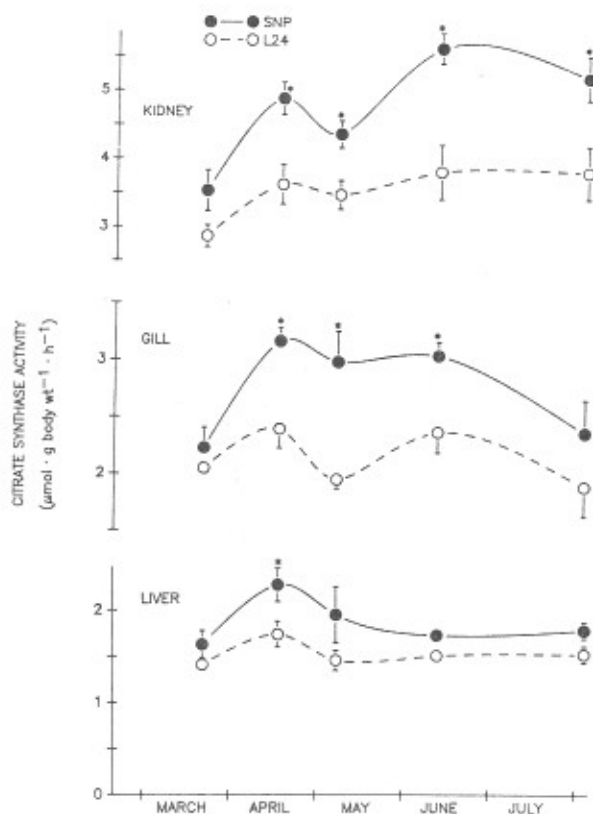 SNP
L24
KIDNEY
5
4
3
GILL
3
2
CITRATE SYNTHASE ACTIVITY
(μmol · g body wt⁻¹ · h⁻¹)
LIVER
2
1
0
MARCH APRIL MAY JUNE JULY